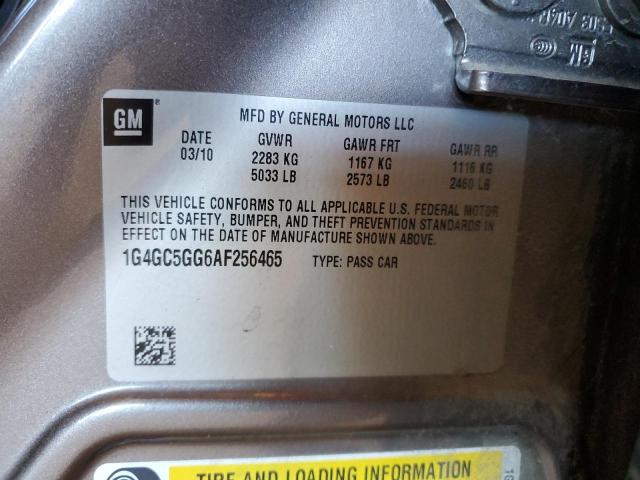 GM
MFD BY GENERAL MOTORS LLC
DATE GVWR GAWR FRT GAWR RR
03/10 2283 KG 1167 KG 1116 KG
5033 LB 2573 LB 2460 LB
THIS VEHICLE CONFORMS TO ALL APPLICABLE U.S. FEDERAL MOTOR
VEHICLE SAFETY, BUMPER, AND THEFT PREVENTION STANDARDS IN
EFFECT ON THE DATE OF MANUFACTURE SHOWN ABOVE.
1G4GC5GG6AF256465 TYPE: PASS CAR
TIRE AND LOADING INFORMATION